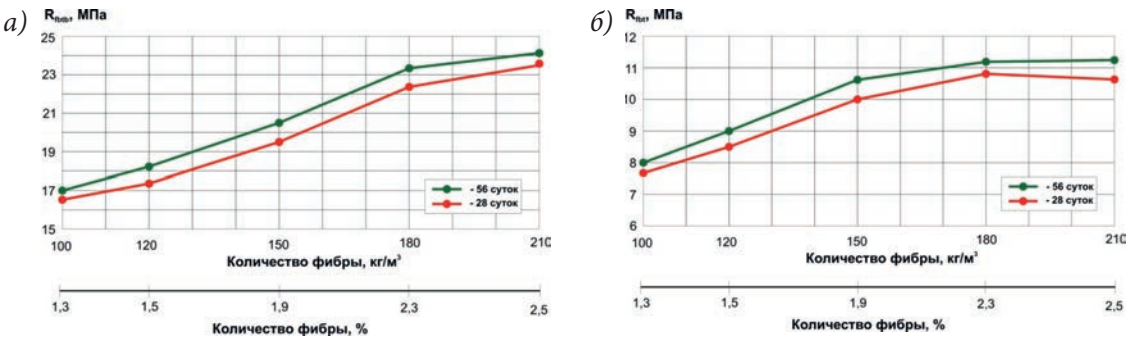 а)
R_fbtb, МПа
25
23
21
19
17
15
100
120
150
180
210
- 56 суток
- 28 суток
Количество фибры, кг/м³
1,3
1,5
1,9
2,3
2,5
Количество фибры, %
б)
R_fbt, МПа
12
11
10
9
8
7
6
100
120
150
180
210
- 56 суток
- 28 суток
Количество фибры, кг/м³
1,3
1,5
1,9
2,3
2,5
Количество фибры, %